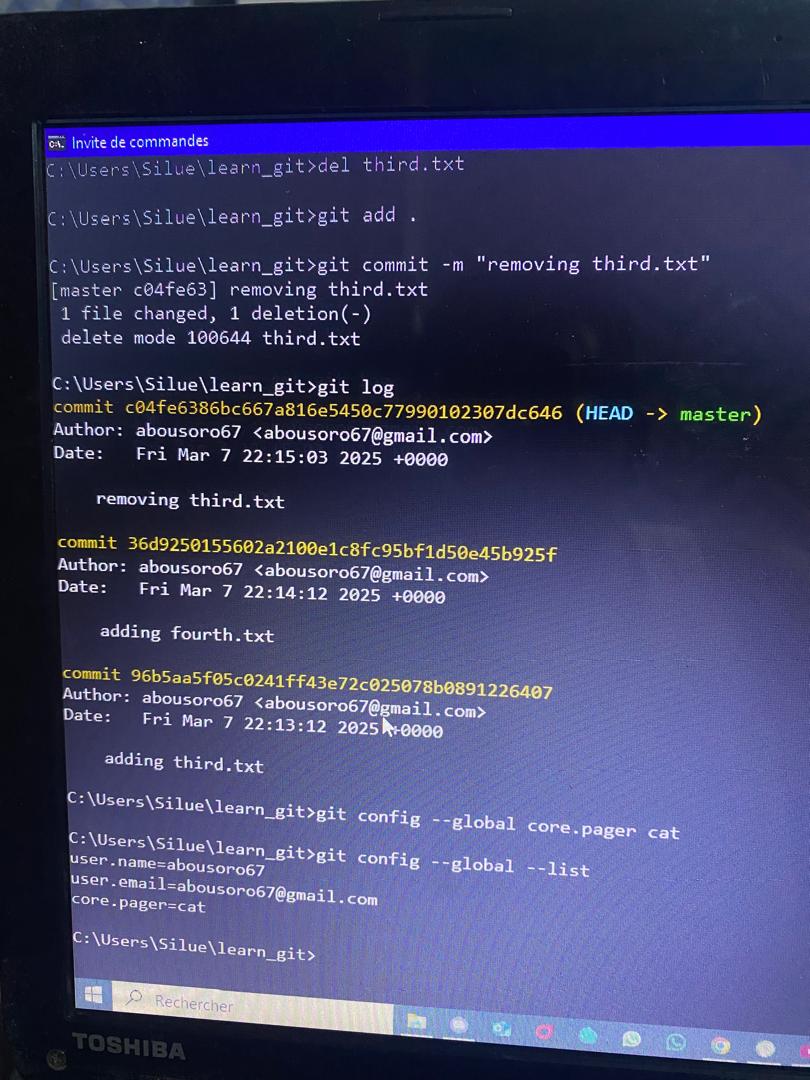 Invite de commandes
C:\Users\Silue\learn_git>del third.txt
C:\Users\Silue\learn_git>git add .
C:\Users\Silue\learn_git>git commit -m "removing third.txt"
[master c04fe63] removing third.txt
1 file changed, 1 deletion(-)
delete mode 100644 third.txt
C:\Users\Silue\learn_git>git log
commit c04fe6386bc667a816e5450c77990102307dc646 (HEAD -> master)
Author: abousoro67 <abousoro67@gmail.com>
Date: Fri Mar 7 22:15:03 2025 +0000
removing third.txt
commit 36d9250155602a2100e1c8fc95bf1d50e45b925f
Author: abousoro67 <abousoro67@gmail.com>
Date: Fri Mar 7 22:14:12 2025 +0000
adding fourth.txt
commit 96b5aa5f05c0241ff43e72c025078b0891226407
Author: abousoro67 <abousoro67@gmail.com>
Date: Fri Mar 7 22:13:12 2025 +0000
adding third.txt
C:\Users\Silue\learn_git>git config --global core.pager cat
C:\Users\Silue\learn_git>git config --global --list
user.name=abousoro67
user.email=abousoro67@gmail.com
core.pager=cat
C:\Users\Silue\learn_git>
Rechercher
TOSHIBA